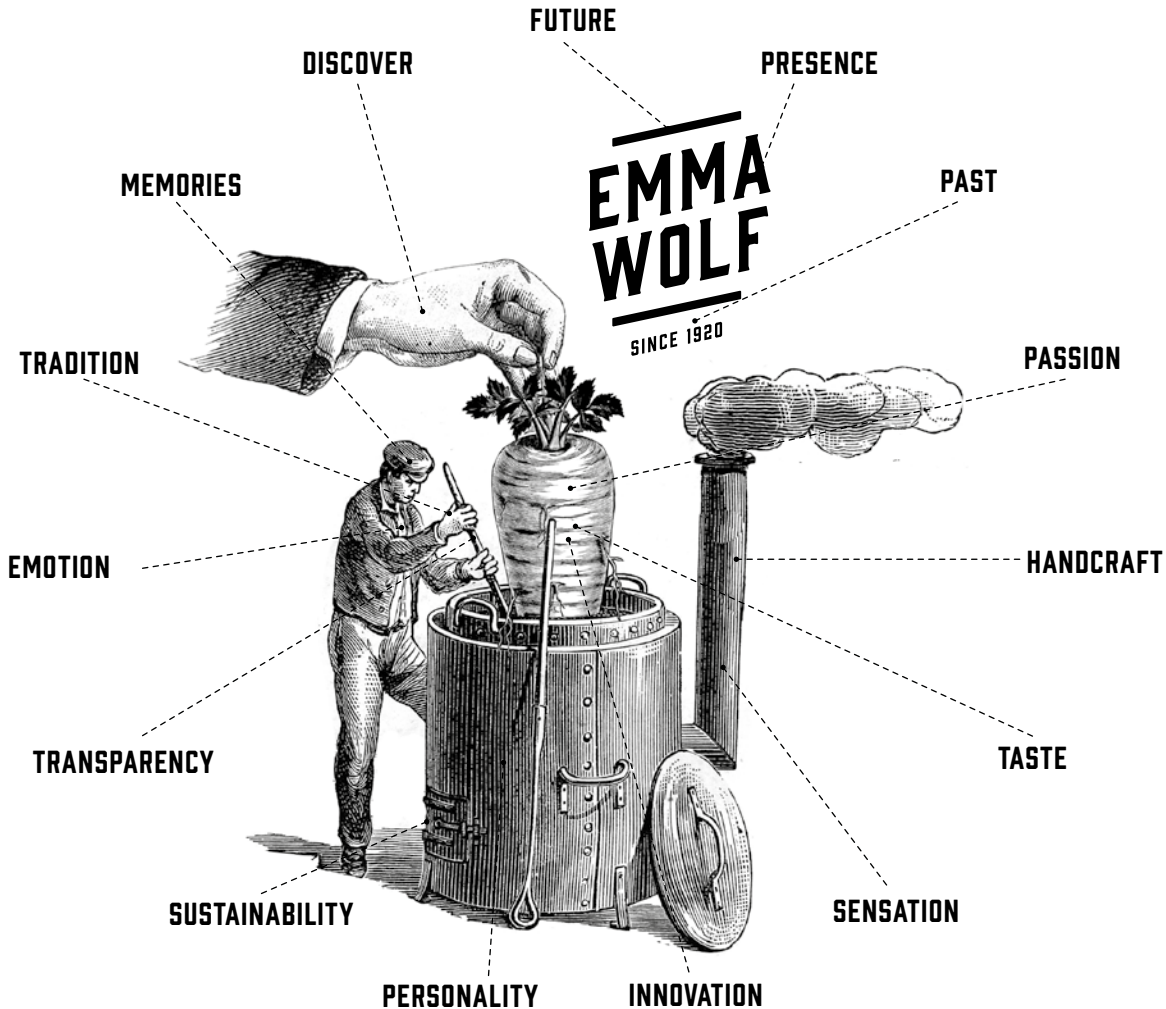 FUTURE
DISCOVER
PRESENCE
EMMA
WOLF
SINCE 1920
MEMORIES
PAST
TRADITION
PASSION
EMOTION
HANDCRAFT
TRANSPARENCY
TASTE
SUSTAINABILITY
SENSATION
PERSONALITY
INNOVATION